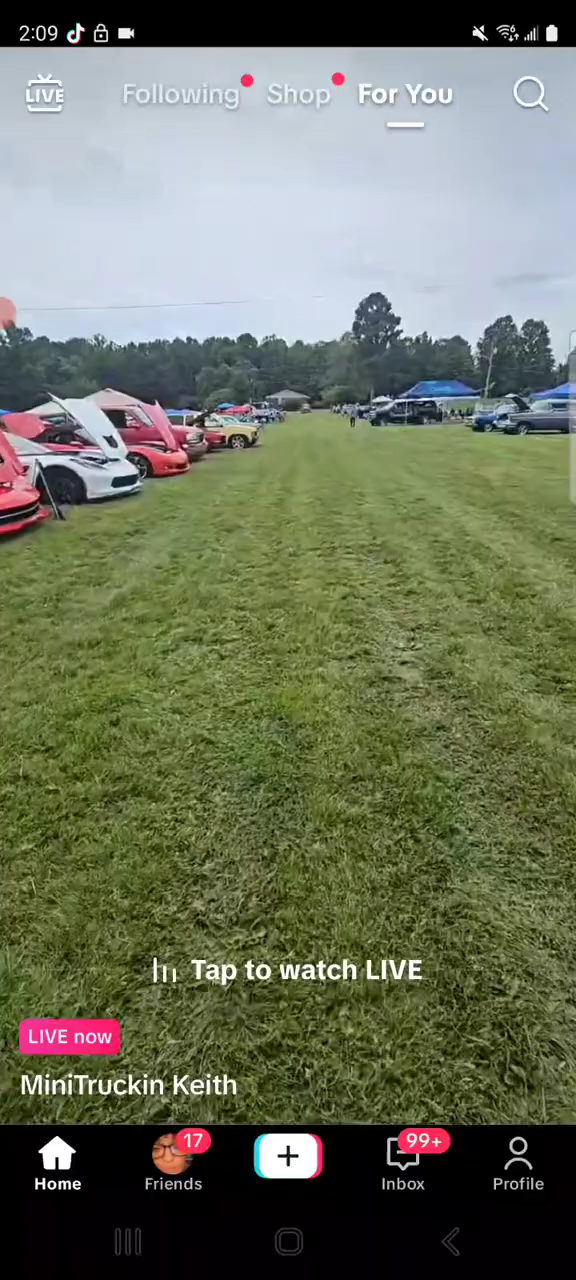 2:09
LIVE Following Shop For You
Tap to watch LIVE
LIVE now
MiniTruckin Keith
17 99+
Home Friends Inbox Profile